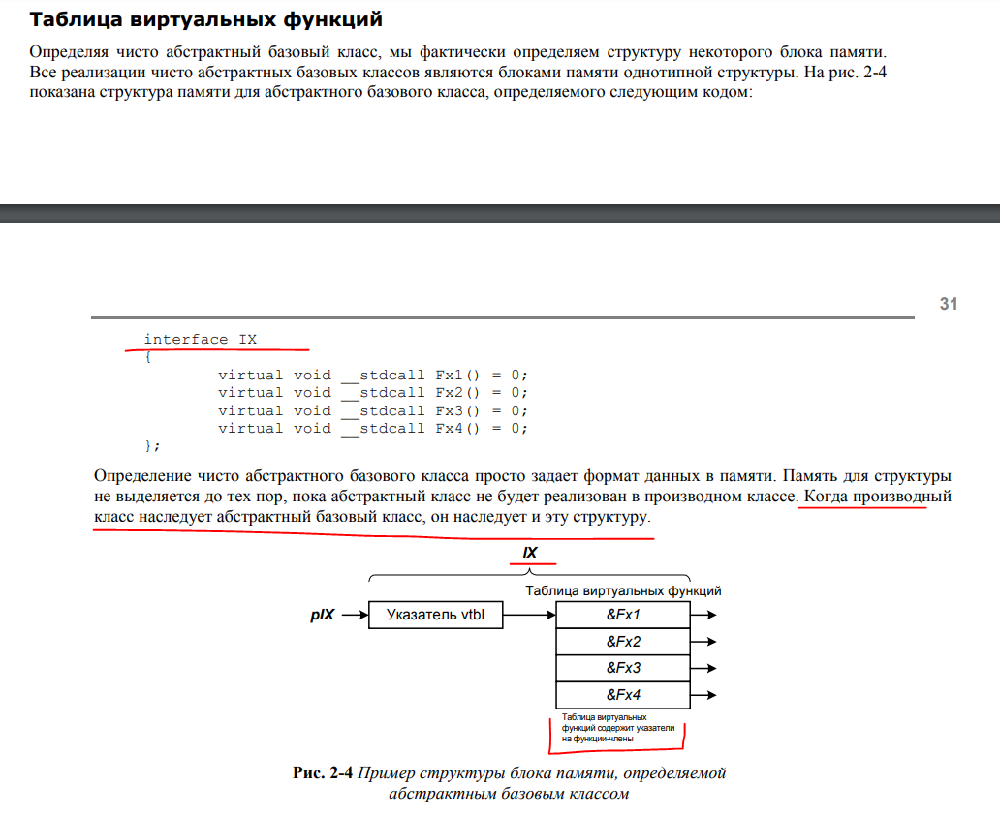 Таблица виртуальных функций
Определяя чисто абстрактный базовый класс, мы фактически определяем структуру некоторого блока памяти.
Все реализации чисто абстрактных базовых классов являются блоками памяти однотипной структуры. На рис. 2-4
показана структура памяти для абстрактного базового класса, определяемого следующим кодом:
31
interface IX
{
virtual void __stdcall Fx1() = 0;
virtual void __stdcall Fx2() = 0;
virtual void __stdcall Fx3() = 0;
virtual void __stdcall Fx4() = 0;
};
Определение чисто абстрактного базового класса просто задает формат данных в памяти. Память для структуры
не выделяется до тех пор, пока абстрактный класс не будет реализован в производном классе. Когда производный
класс наследует абстрактный базовый класс, он наследует и эту структуру.
IX
Таблица виртуальных функций
pIX
Указатель vtbl
&Fx1
&Fx2
&Fx3
&Fx4
Таблица виртуальных
функций содержит указатели
на функции-члены
Рис. 2-4 Пример структуры блока памяти, определяемой
абстрактным базовым классом